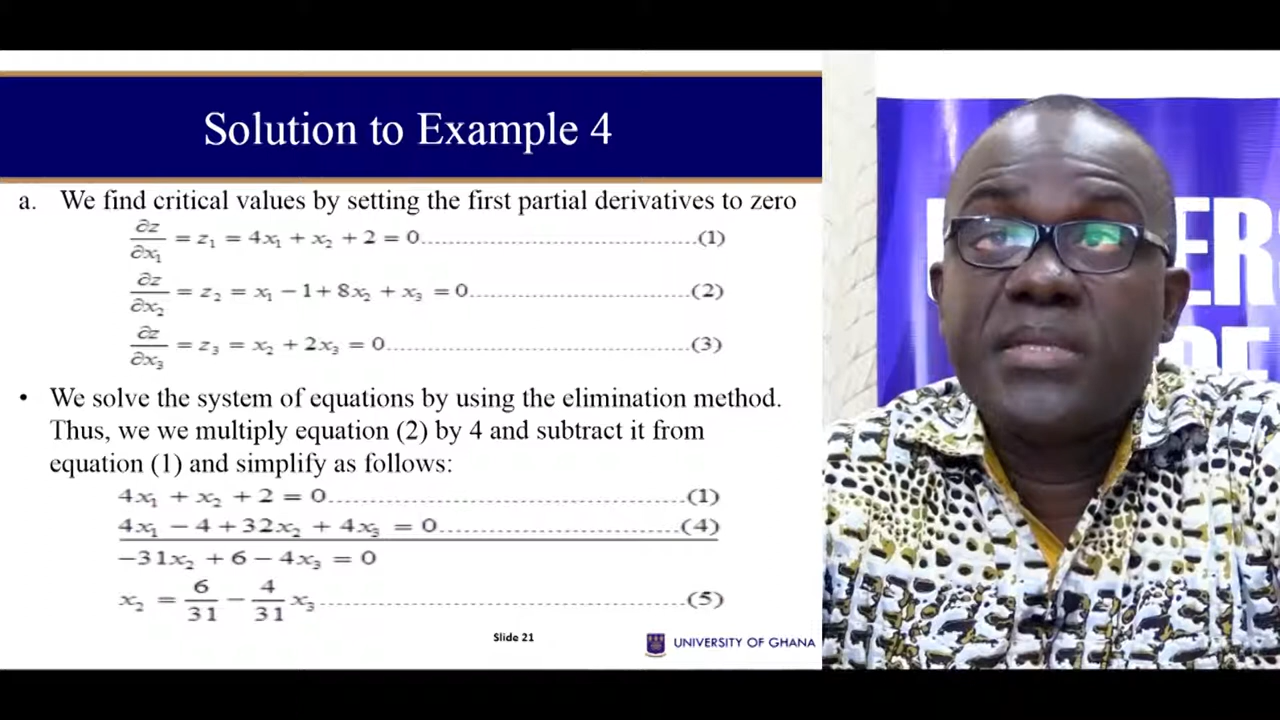 Solution to Example 4
a. We find critical values by setting the first partial derivatives to zero
∂z/∂x₁ = z₁ = 4x₁ + x₂ + 2 = 0..........(1)
∂z/∂x₂ = z₂ = x₁ − 1 + 8x₂ + x₃ = 0..........(2)
∂z/∂x₃ = z₃ = x₂ + 2x₃ = 0..........(3)
• We solve the system of equations by using the elimination method.
Thus, we we multiply equation (2) by 4 and subtract it from
equation (1) and simplify as follows:
4x₁ + x₂ + 2 = 0..........(1)
4x₁ − 4 + 32x₂ + 4x₃ = 0..........(4)
−31x₂ + 6 − 4x₃ = 0
x₂ = 6/31 − 4/31 x₃..........(5)
Slide 21
UNIVERSITY OF GHANA